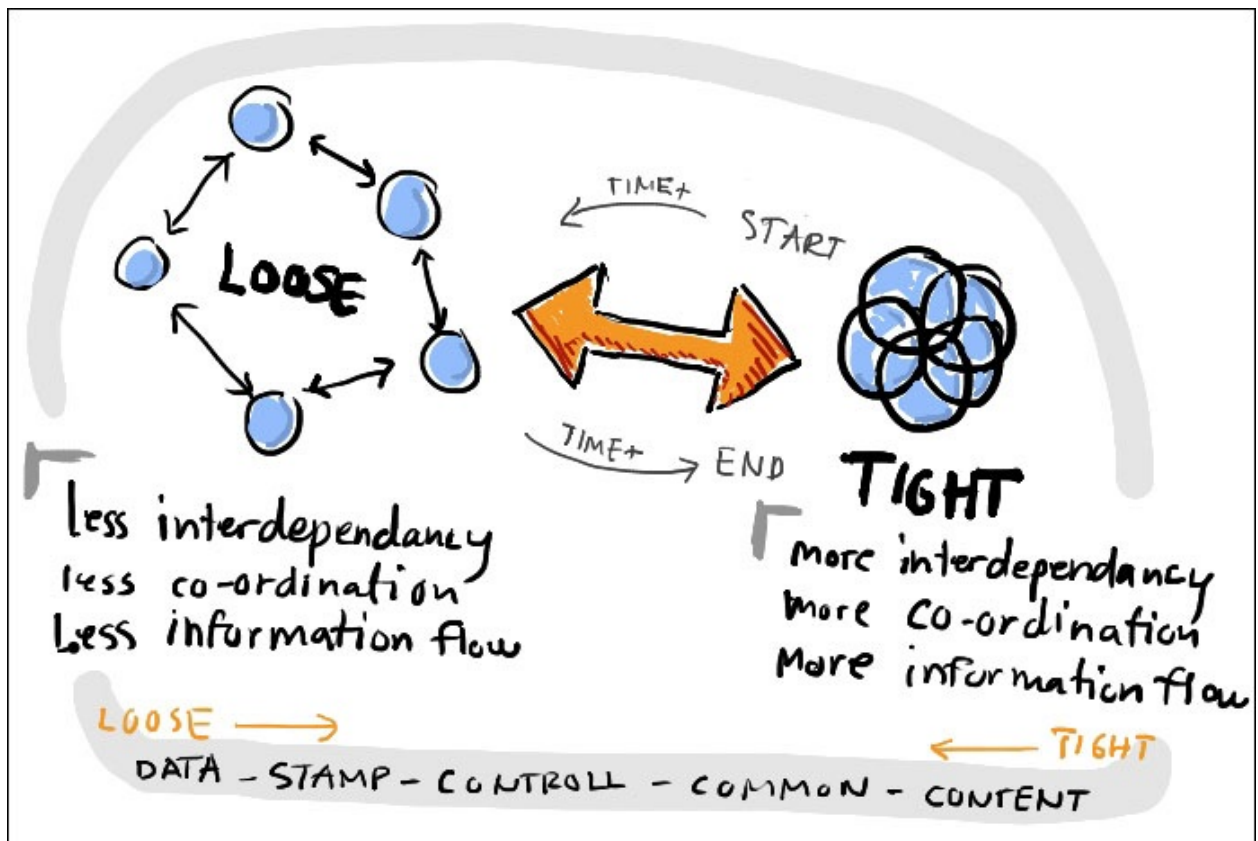 LOOSE
TIME+
START
TIME+
END
TIGHT
less interdependancy
less co-ordination
Less information flow
more interdependancy
more co-ordination
More information flow
LOOSE
TIGHT
DATA - STAMP - CONTROLL - COMMON - CONTENT